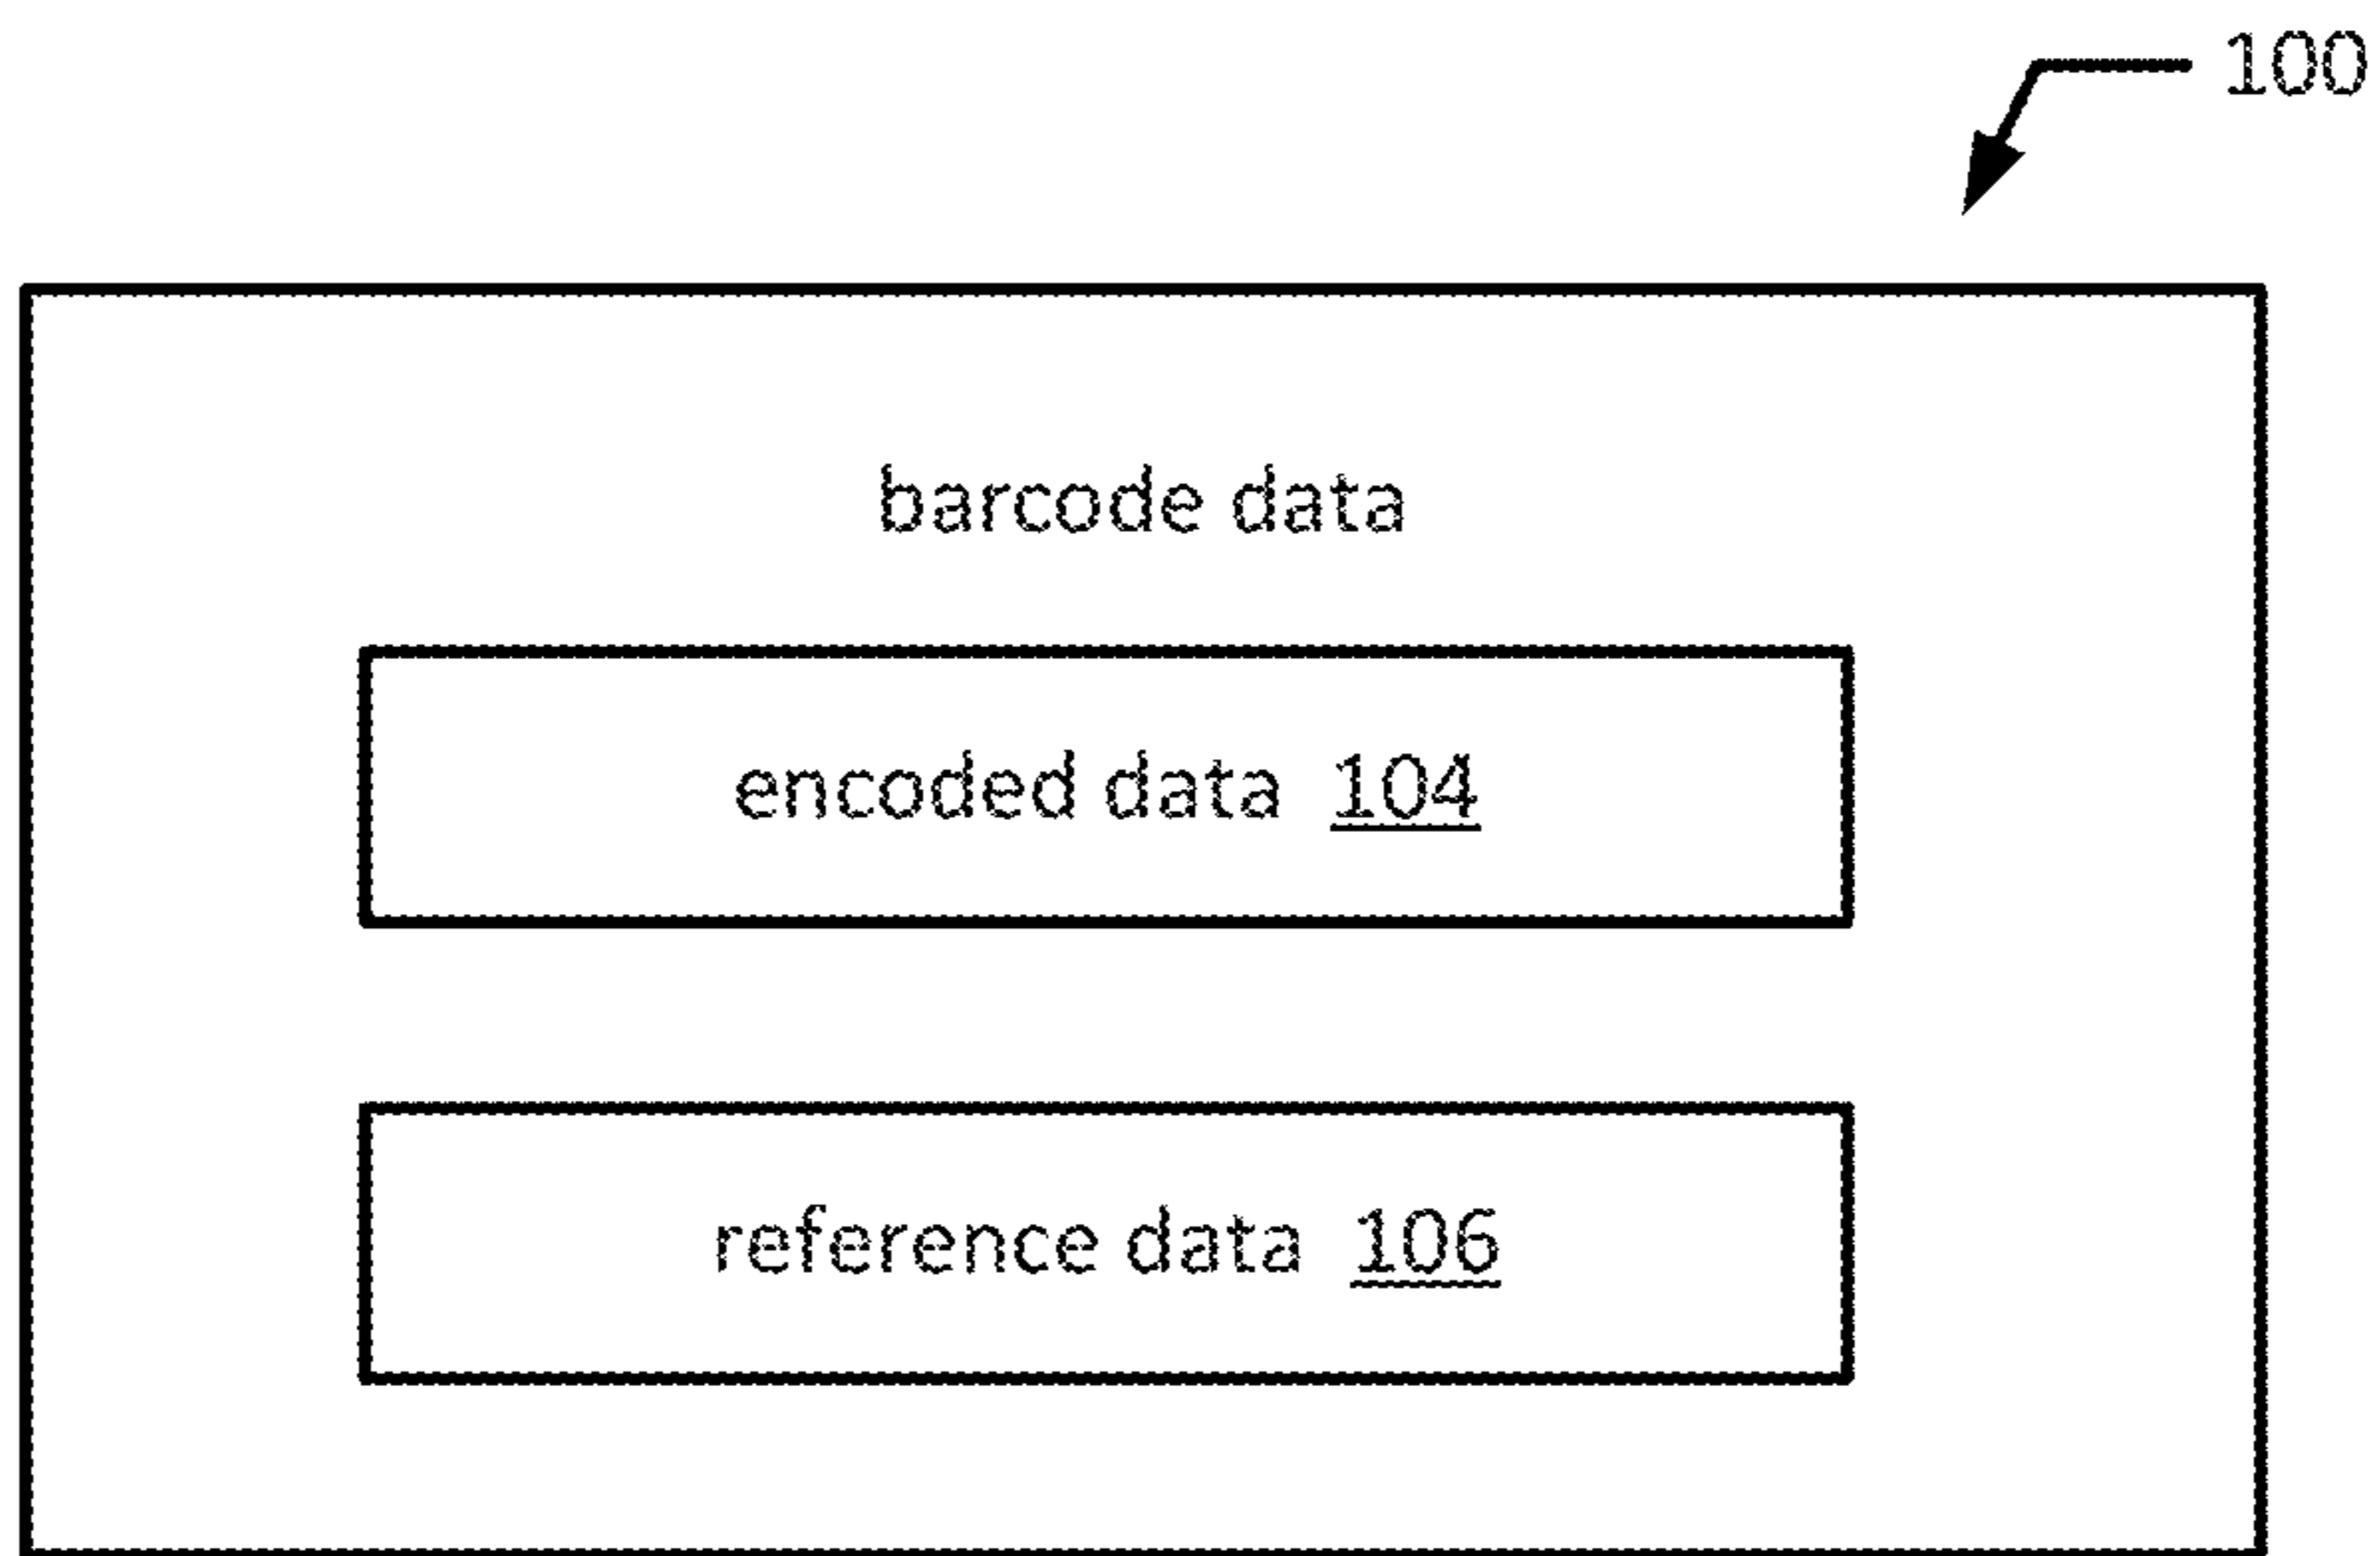 100
barcode data
encoded data 104
reference data 106